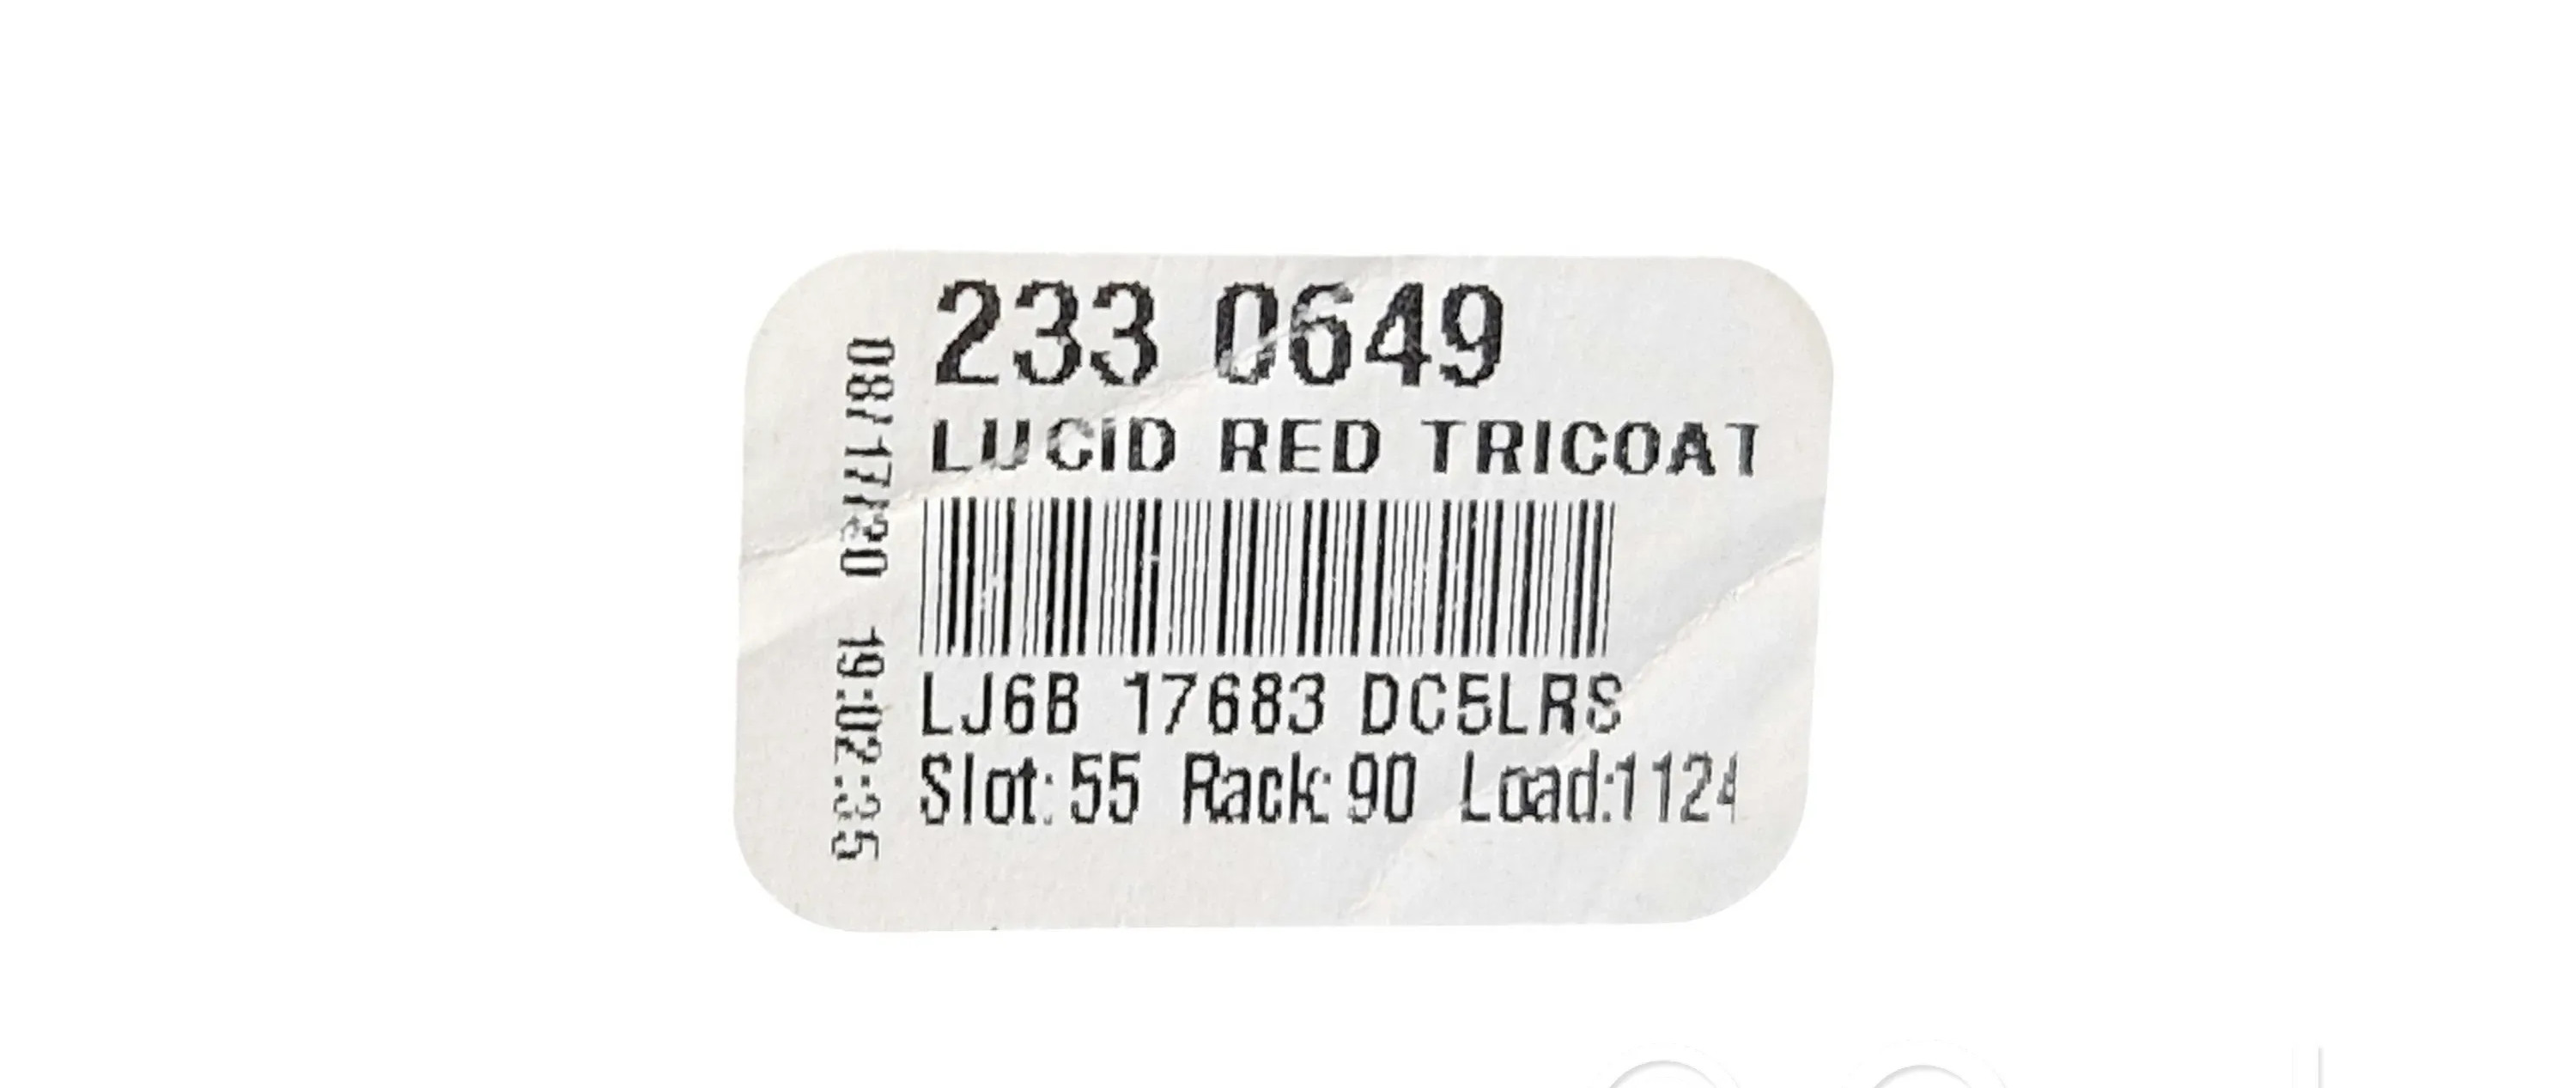 233 0649
LUCID RED TRICOAT
LJ6B 17683 DC5LRS
Slot: 55 Rack: 90 Load:1124
08/17/20 19:02:35